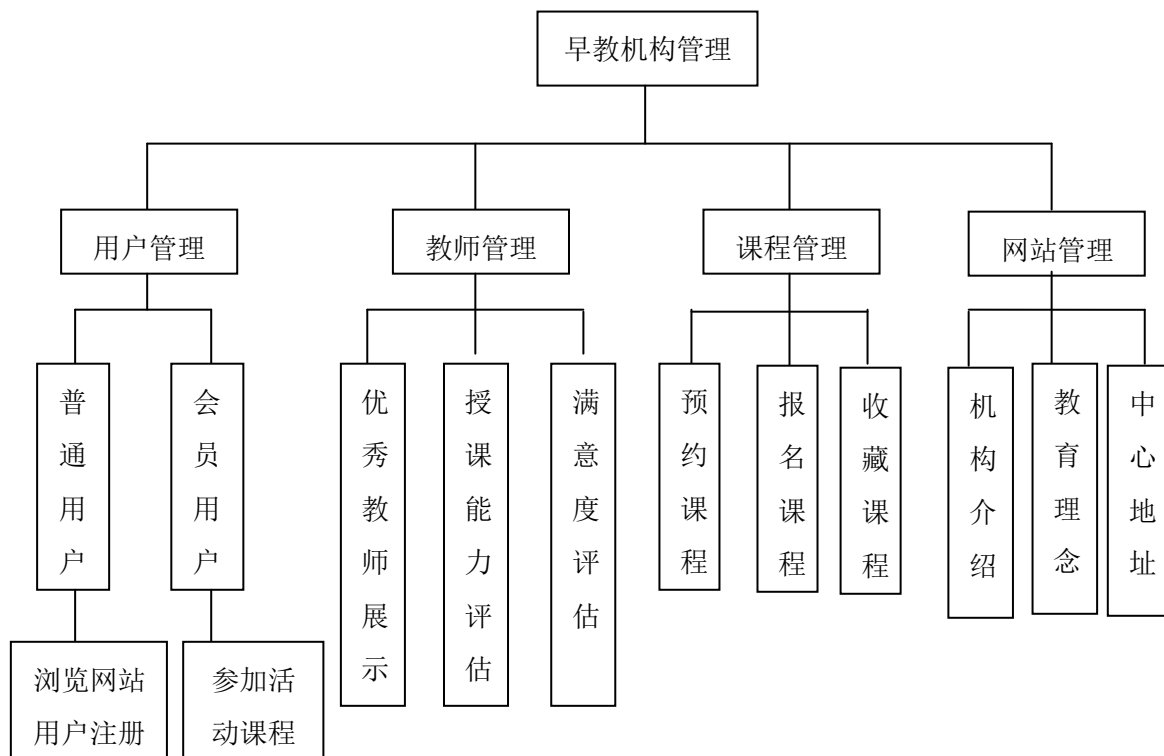 早教机构管理
用户管理
教师管理
课程管理
网站管理
普通用户
会员用户
优秀教师展示
授课能力评估
满意度评估
预约课程
报名课程
收藏课程
机构介绍
教育理念
中心地址
浏览网站
用户注册
参加活
动课程